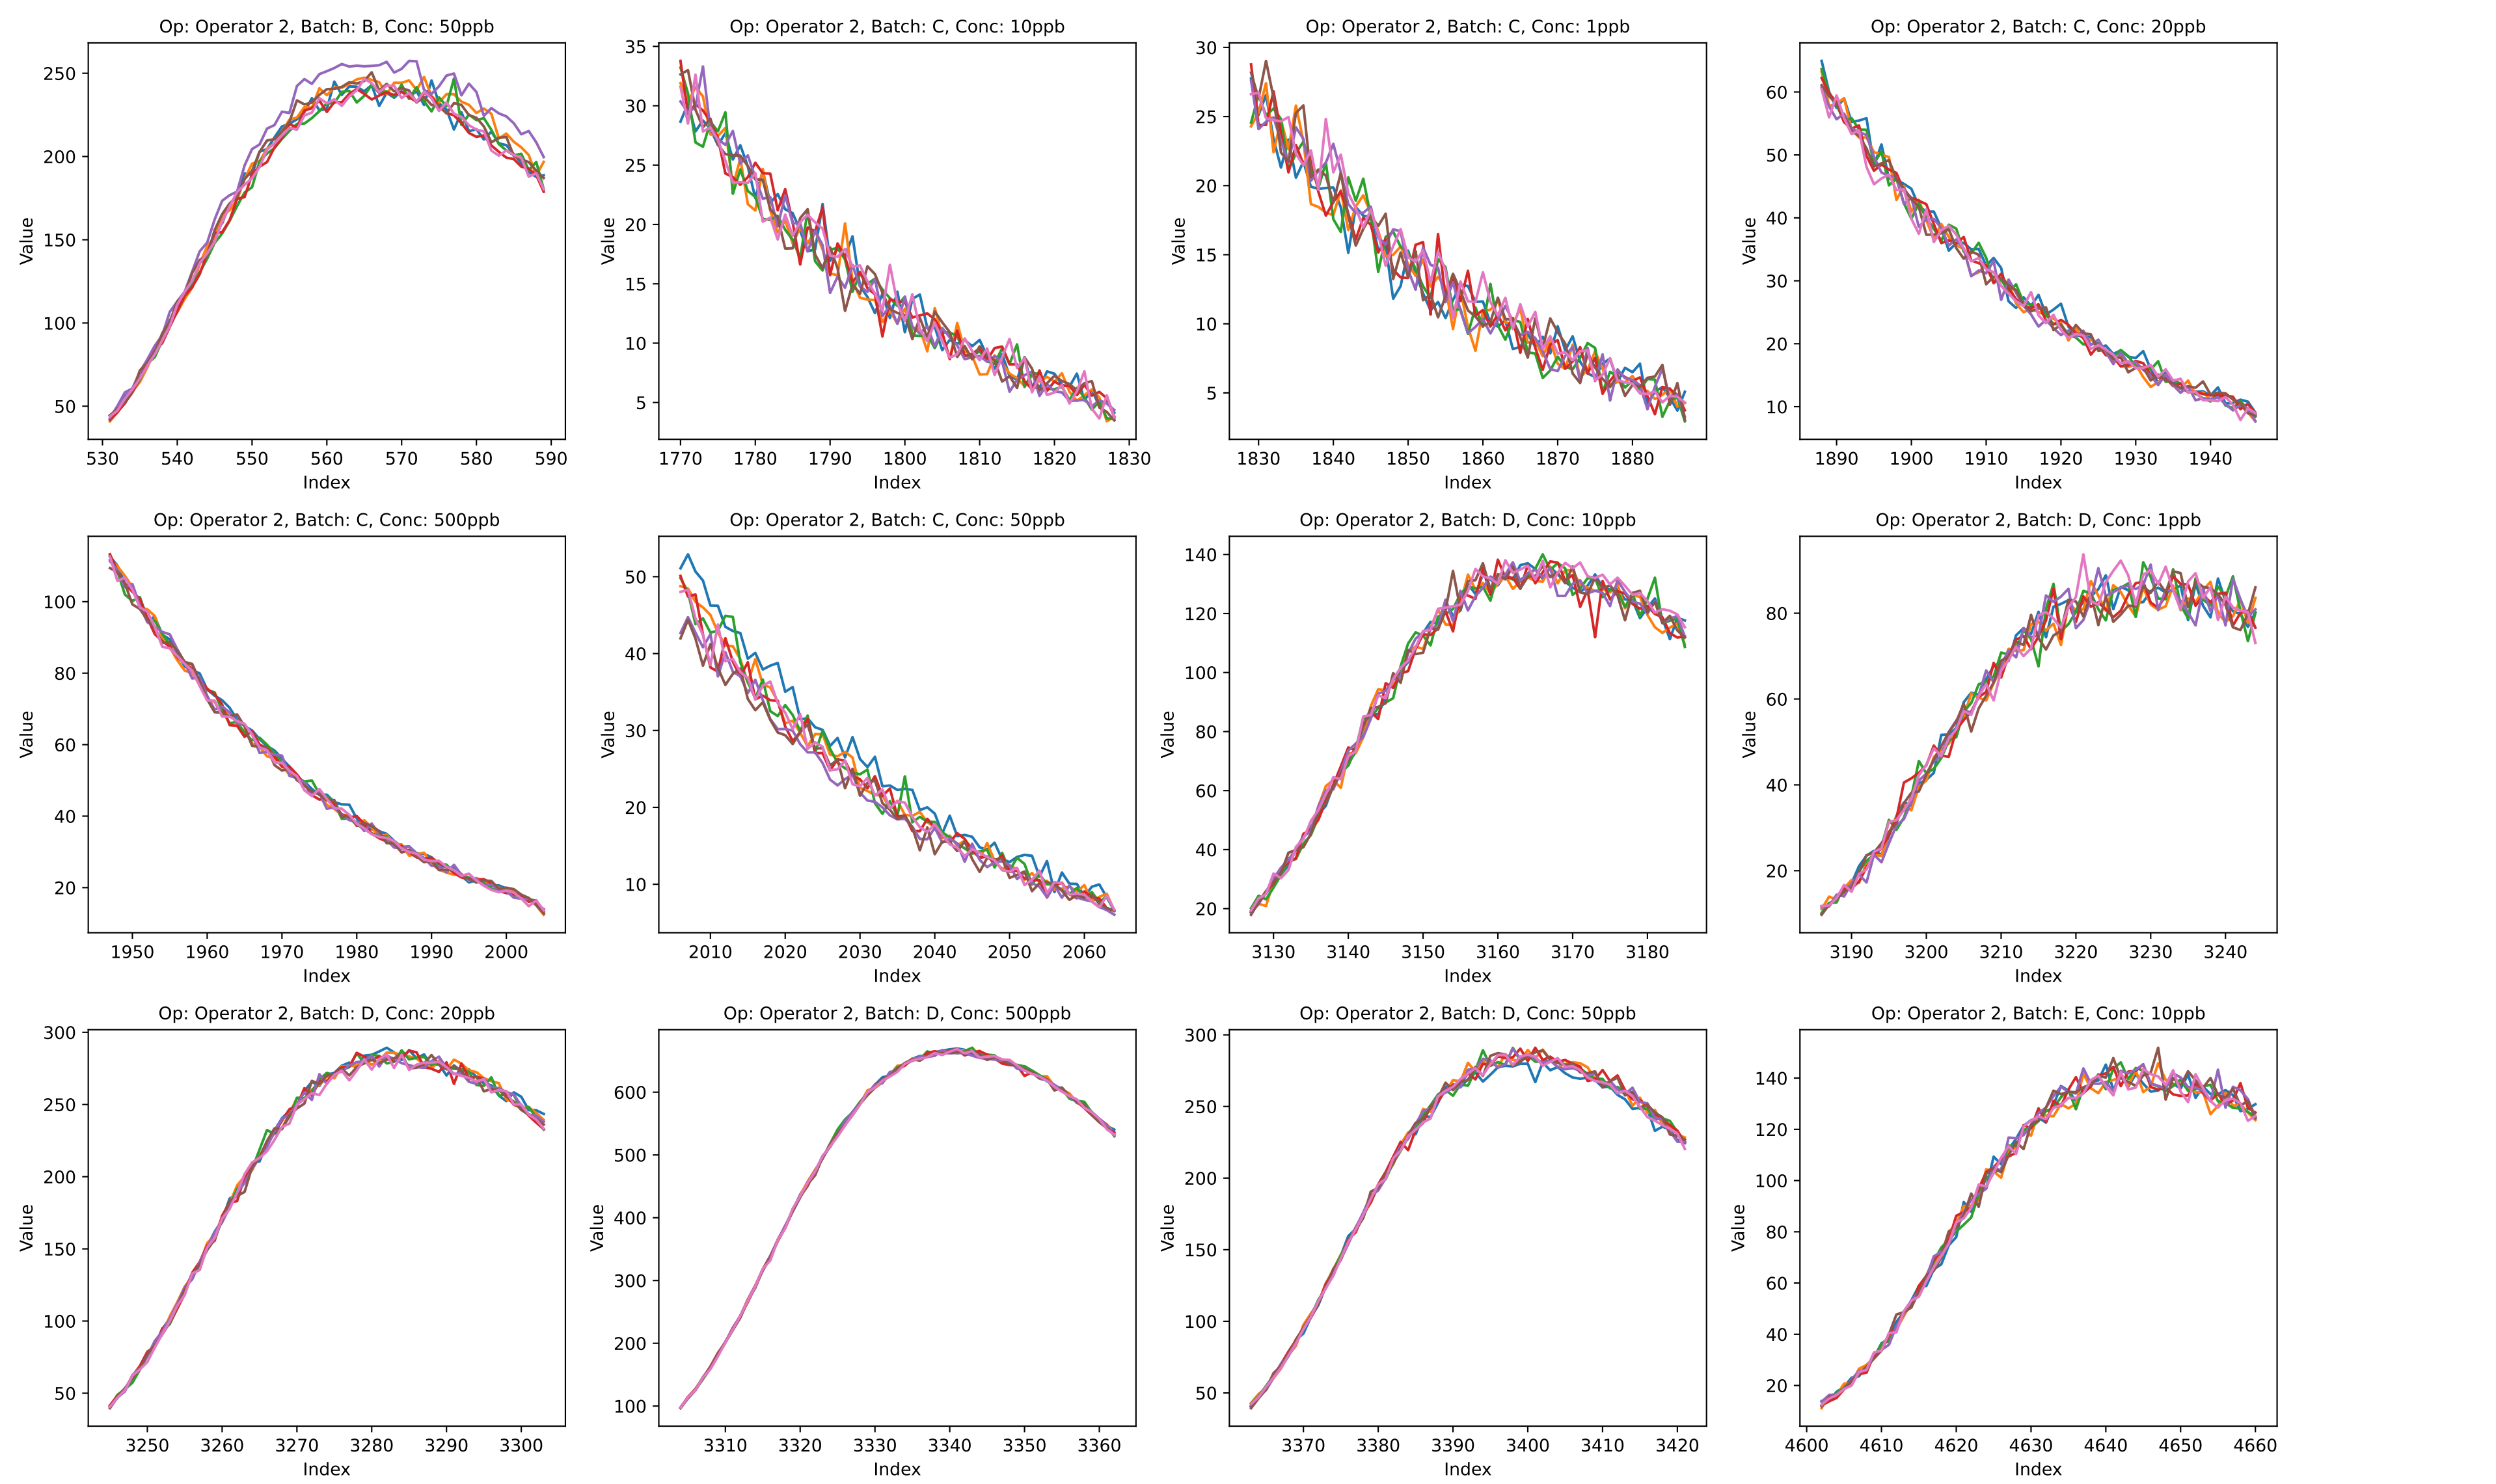 Op: Operator 2, Batch: B, Conc: 50ppb
Value
250
200
150
100
50
530 540 550 560 570 580 590
Index
Op: Operator 2, Batch: C, Conc: 10ppb
Value
35
30
25
20
15
10
5
1770 1780 1790 1800 1810 1820 1830
Index
Op: Operator 2, Batch: C, Conc: 1ppb
Value
30
25
20
15
10
5
1830 1840 1850 1860 1870 1880
Index
Op: Operator 2, Batch: C, Conc: 20ppb
Value
60
50
40
30
20
10
1890 1900 1910 1920 1930 1940
Index
Op: Operator 2, Batch: C, Conc: 500ppb
Value
100
80
60
40
20
1950 1960 1970 1980 1990 2000
Index
Op: Operator 2, Batch: C, Conc: 50ppb
Value
50
40
30
20
10
2010 2020 2030 2040 2050 2060
Index
Op: Operator 2, Batch: D, Conc: 10ppb
Value
140
120
100
80
60
40
20
3130 3140 3150 3160 3170 3180
Index
Op: Operator 2, Batch: D, Conc: 1ppb
Value
80
60
40
20
3190 3200 3210 3220 3230 3240
Index
Op: Operator 2, Batch: D, Conc: 20ppb
Value
300
250
200
150
100
50
3250 3260 3270 3280 3290 3300
Index
Op: Operator 2, Batch: D, Conc: 500ppb
Value
600
500
400
300
200
100
3310 3320 3330 3340 3350 3360
Index
Op: Operator 2, Batch: D, Conc: 50ppb
Value
300
250
200
150
100
50
3370 3380 3390 3400 3410 3420
Index
Op: Operator 2, Batch: E, Conc: 10ppb
Value
140
120
100
80
60
40
20
4600 4610 4620 4630 4640 4650 4660
Index